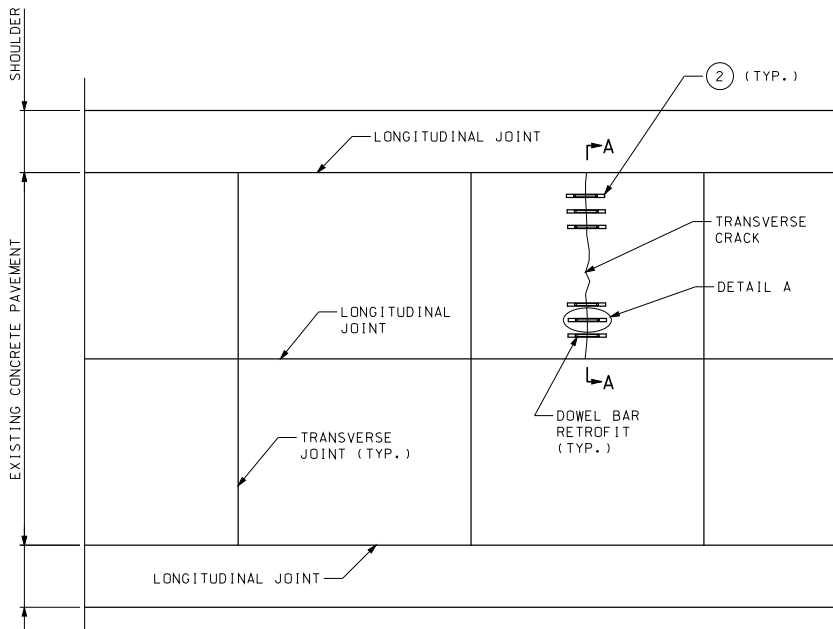 SHOULDER
2 (TYP.)
LONGITUDINAL JOINT
A
TRANSVERSE
CRACK
DETAIL A
LONGITUDINAL
JOINT
A
EXISTING CONCRETE PAVEMENT
DOWEL BAR
RETROFIT
(TYP.)
TRANSVERSE
JOINT (TYP.)
LONGITUDINAL JOINT